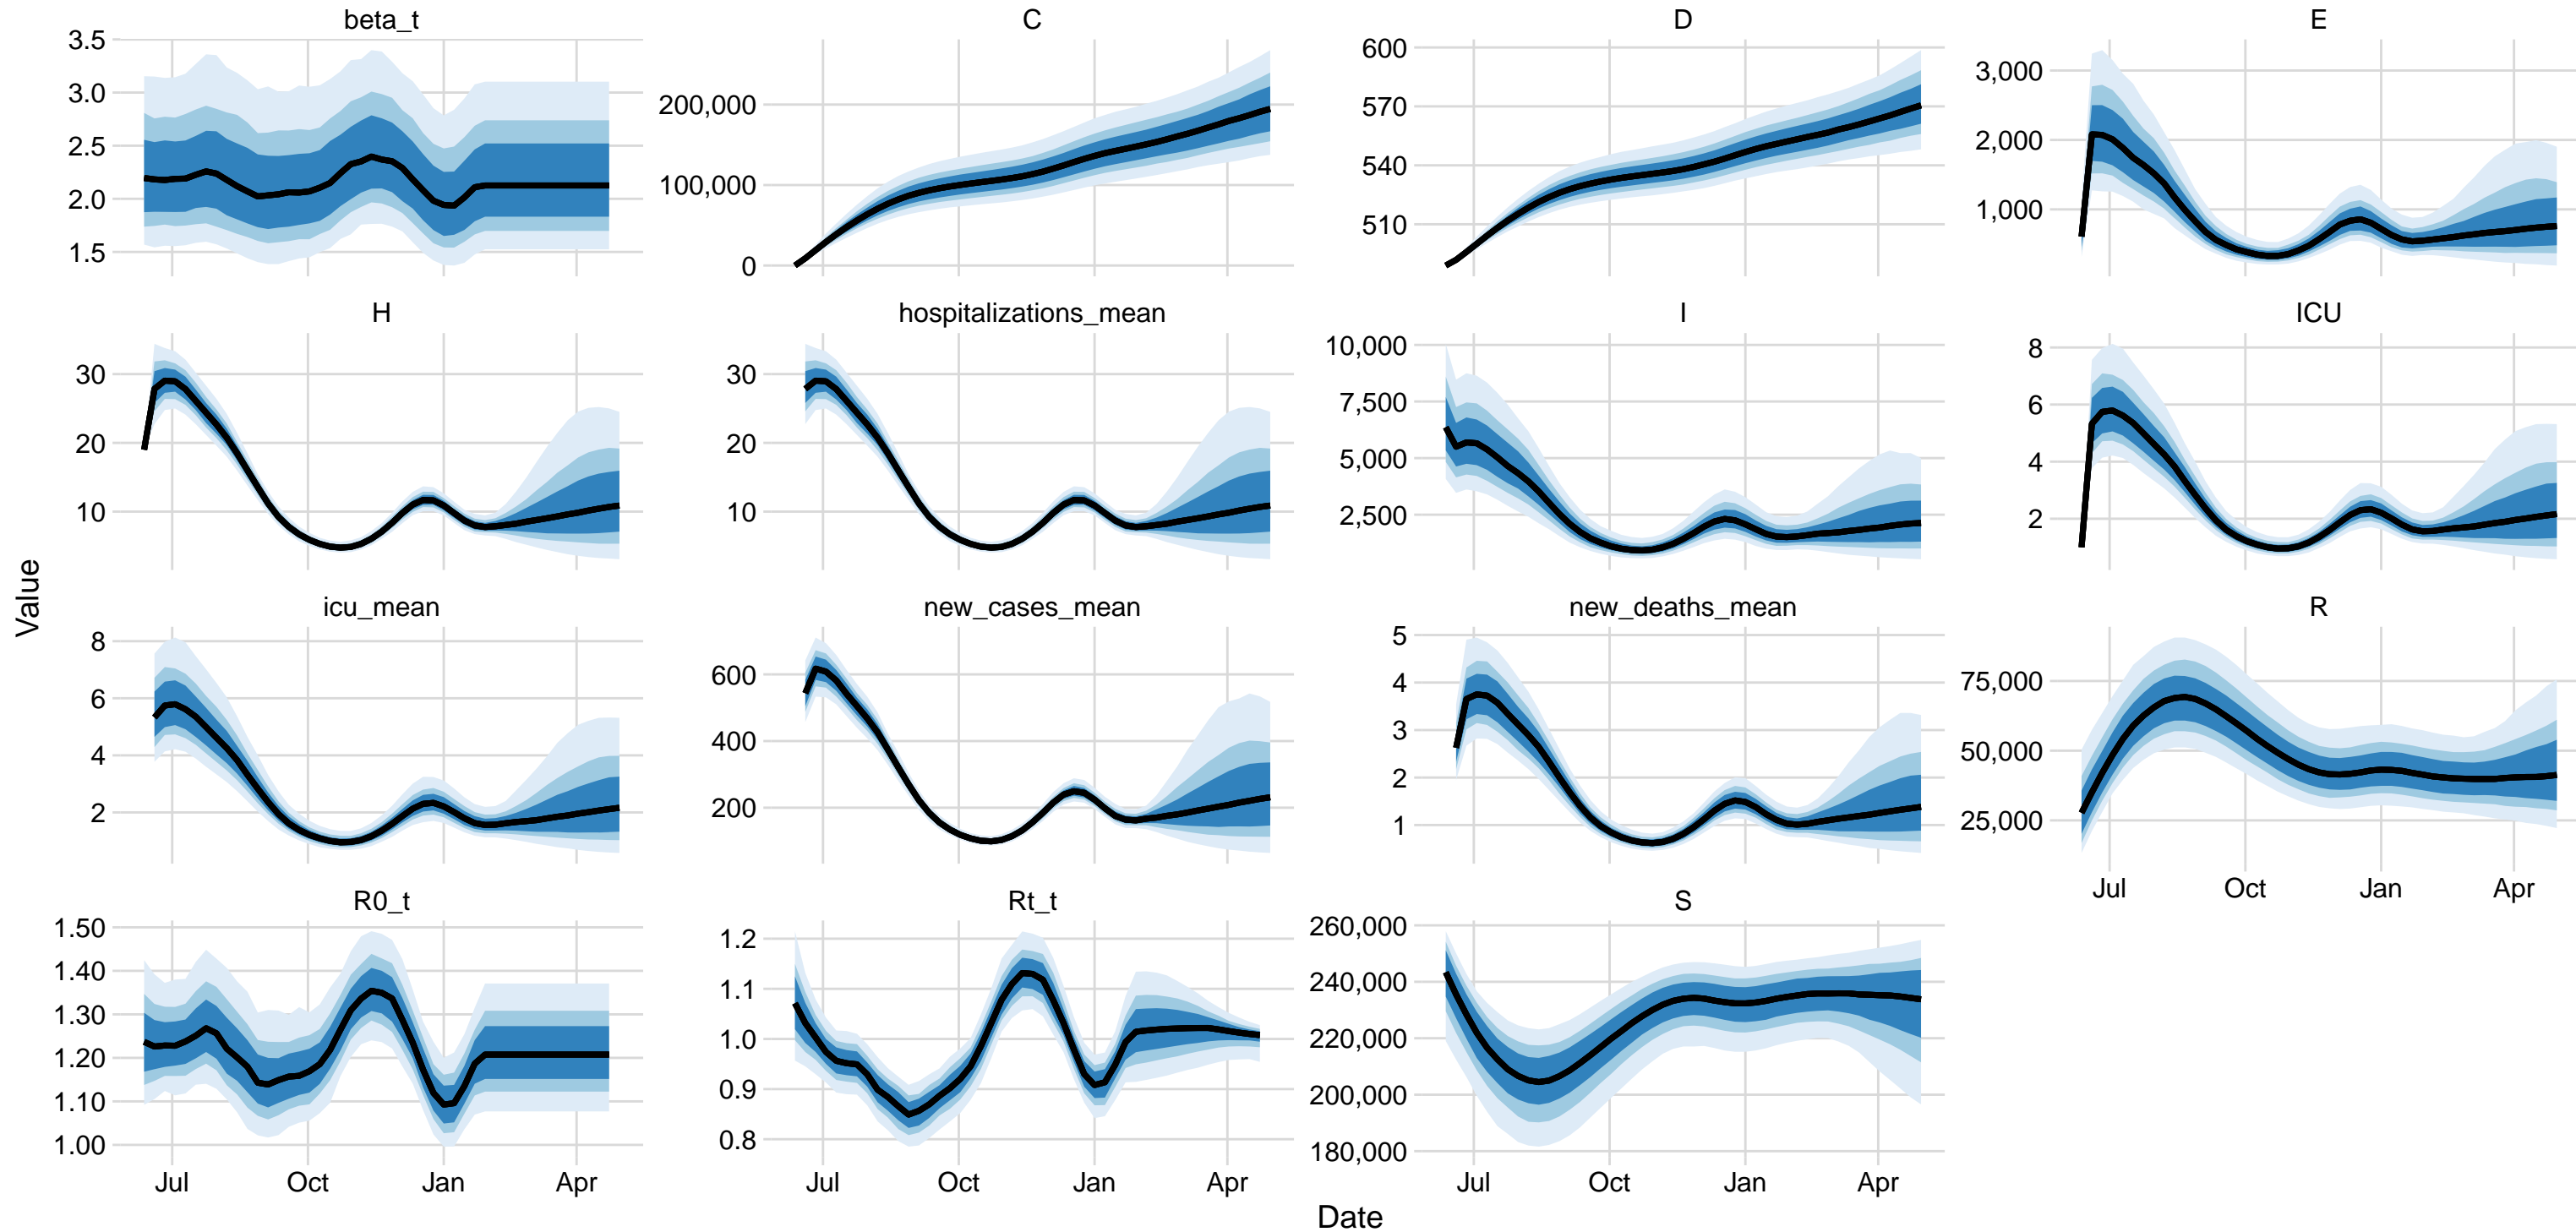 beta_t
C
D
E
3.5
3.0
2.5
2.0
1.5
200,000
100,000
0
600
570
540
510
3,000
2,000
1,000
H
hospitalizations_mean
I
ICU
30
20
10
30
20
10
10,000
7,500
5,000
2,500
8
6
4
2
Value
icu_mean
new_cases_mean
new_deaths_mean
R
8
6
4
2
600
400
200
5
4
3
2
1
75,000
50,000
25,000
Jul Oct Jan Apr
R0_t
Rt_t
S
1.50
1.40
1.30
1.20
1.10
1.00
1.2
1.1
1.0
0.9
0.8
260,000
240,000
220,000
200,000
180,000
Jul Oct Jan Apr
Jul Oct Jan Apr
Jul Oct Jan Apr
Date